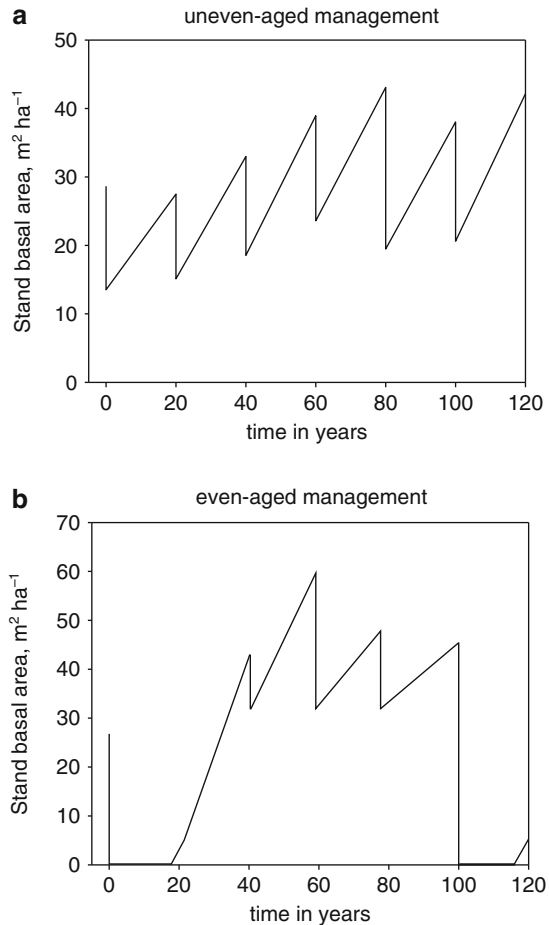 a
uneven-aged management
50
40
30
20
10
0
Stand basal area, m² ha⁻¹
0 20 40 60 80 100 120
time in years
b
even-aged management
70
60
50
40
30
20
10
0
Stand basal area, m² ha⁻¹
0 20 40 60 80 100 120
time in years